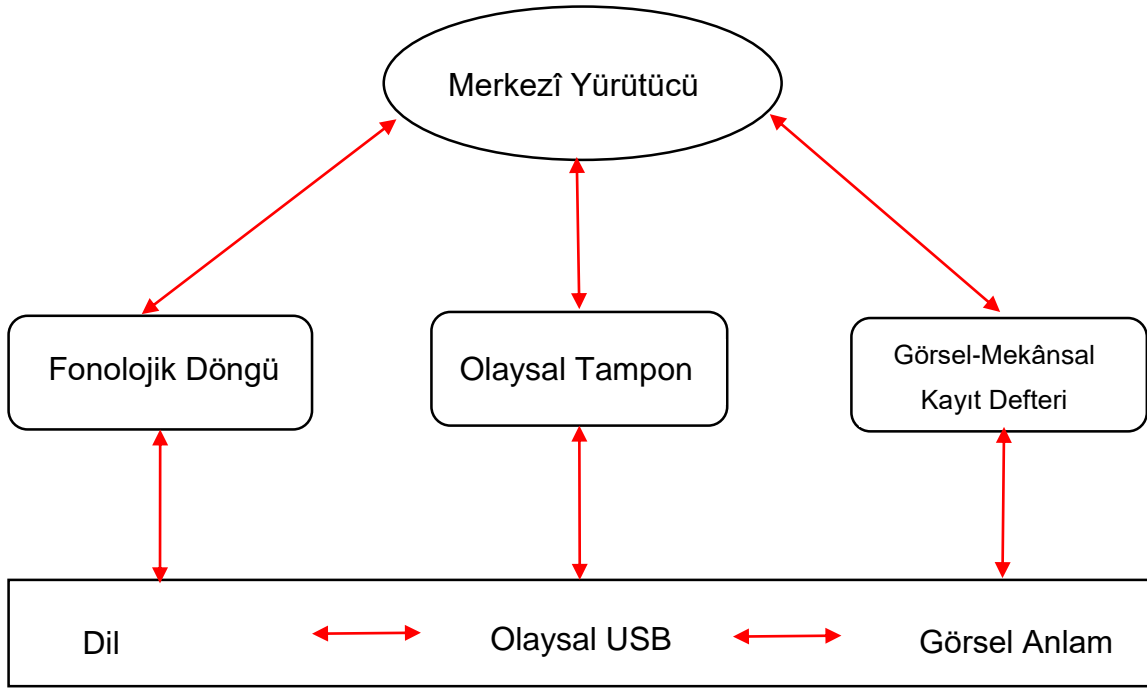 Merkezî Yürütücü
Fonolojik Döngü
Olaysal Tampon
Görsel-Mekânsal
Kayıt Defteri
Dil
Olaysal USB
Görsel Anlam